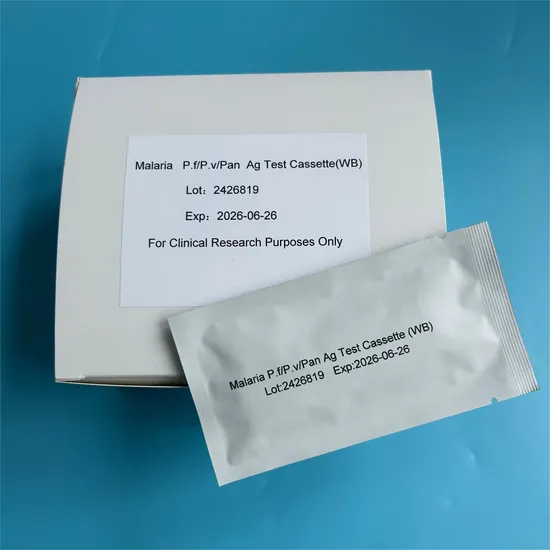 Malaria P.f/P.v/Pan Ag Test Cassette(WB)
Lot: 2426819
Exp: 2026-06-26
For Clinical Research Purposes Only
Malaria P.f/P.v/Pan Ag Test Cassette (WB)
Lot:2426819 Exp:2026-06-26